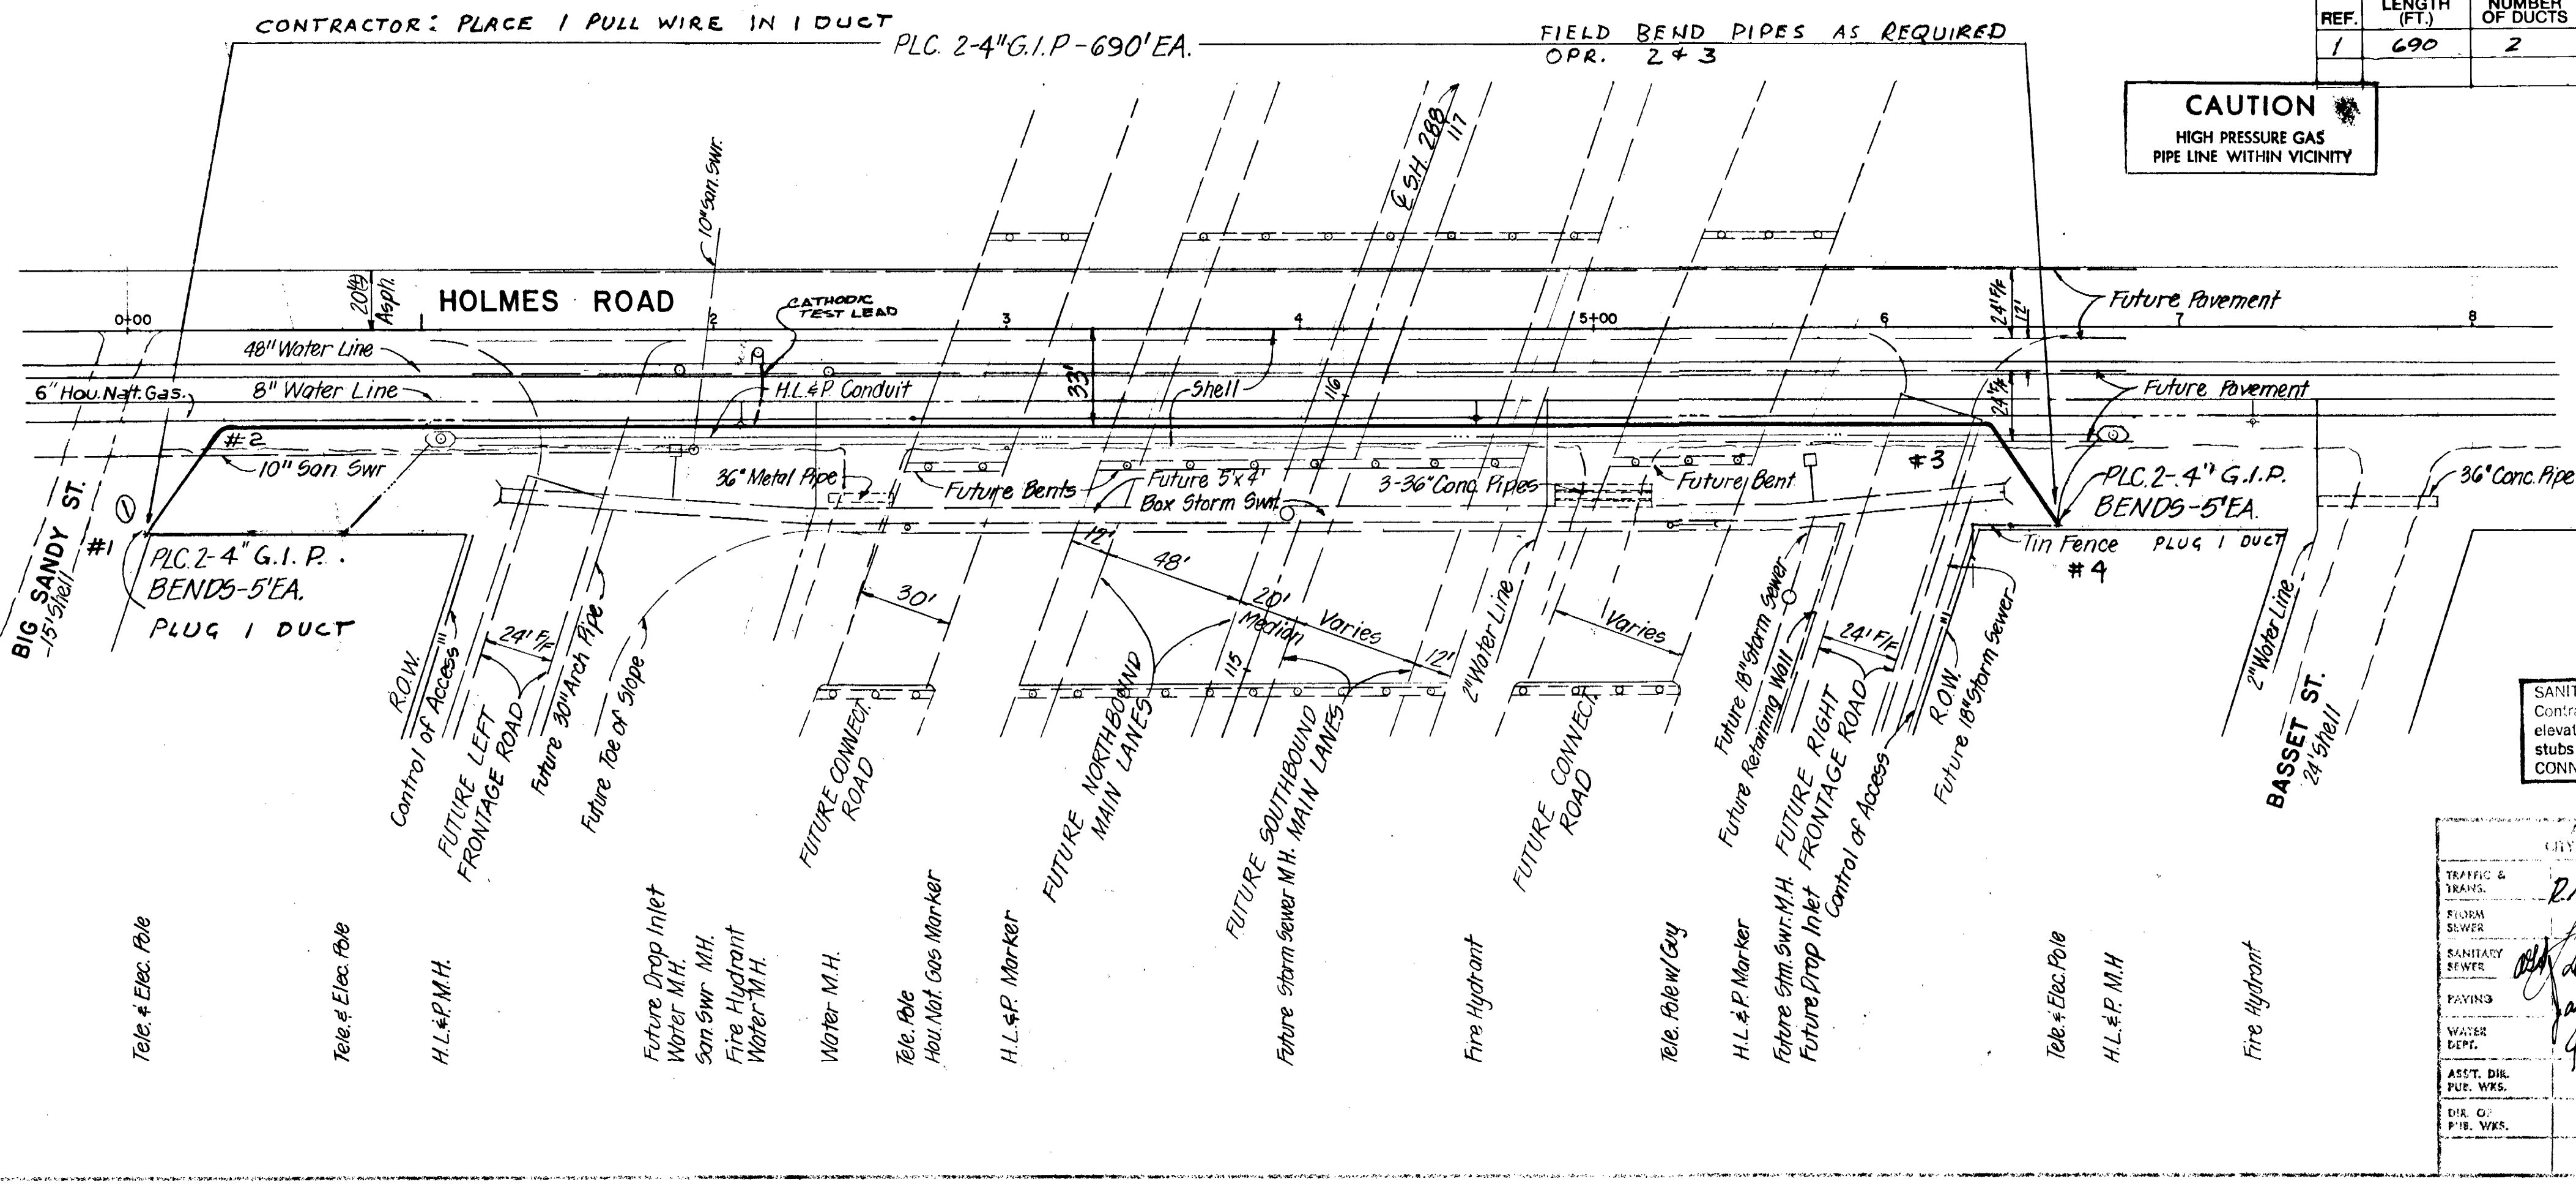 CONTRACTOR: PLACE 1 PULL WIRE IN 1 DUCT
PLC. 2-4" G.I.P - 690' EA.
FIELD BEND PIPES AS REQUIRED
OPR. 2 & 3
REF.
LENGTH
(FT.)
NUMBER
OF DUCTS
1
690
2
CAUTION
HIGH PRESSURE GAS
PIPE LINE WITHIN VICINITY
10" San. Swr.
℄ S.H. 288
117
20'(±)
Asph.
HOLMES ROAD
CATHODIC
TEST LEAD
24' F/F
12'
Future Pavement
0+00
1
2
3
4
5+00
6
7
8
48" Water Line
6" Hou. Nat. Gas.
8" Water Line
H.L.&P. Conduit
33'
Shell
116
24' F/F
Future Pavement
#2
10" San Swr
36" Metal Pipe
Future Bents
Future 5'x4'
Box Storm Swr.
3-36" Conc. Pipes
Future Bent
#3
PLC. 2-4" G.I.P.
BENDS-5' EA.
36" Conc. Pipe
BIG SANDY ST.
15' Shell
1
#1
PLC. 2-4" G.I.P.
BENDS-5' EA.
PLUG 1 DUCT
Tin Fence
PLUG 1 DUCT
#4
R.O.W.
Control of Access
24' F/F
FUTURE LEFT
FRONTAGE ROAD
Future 30" Arch Pipe
Future Toe of Slope
30'
FUTURE CONNECT.
ROAD
12'
48'
20'
Median
Varies
12'
115
FUTURE NORTHBOUND
MAIN LANES
FUTURE SOUTHBOUND
MAIN LANES
2" Water Line
Varies
FUTURE CONNECT.
ROAD
Future 18" Storm Sewer
Future Retaining Wall
24' F/F
FUTURE RIGHT
FRONTAGE ROAD
Control of Access
R.O.W.
Future 18" Storm Sewer
2" Water Line
BASSET ST.
24' Shell
SANIT
Contra
elevat
stubs
CONN
Tele. & Elec. Pole
Tele. & Elec. Pole
H.L.&P. M.H.
Future Drop Inlet
Water M.H.
San. Swr M.H.
Fire Hydrant
Water M.H.
Water M.H.
Tele. Pole
Hou. Nat. Gas Marker
H.L.&P. Marker
Future Storm Sewer M.H.
Fire Hydrant
Tele. Pole w/ Guy
H.L.&P. Marker
Future Stm. Swr. M.H.
Future Drop Inlet
Tele. & Elec. Pole
H.L.&P. M.H
Fire Hydrant
CITY
TRAFFIC &
TRANS.
STORM
SEWER
SANITARY
SEWER
PAVING
WATER
DEPT.
ASS'T. DIR.
PUB. WKS.
DIR. OF
PUB. WKS.